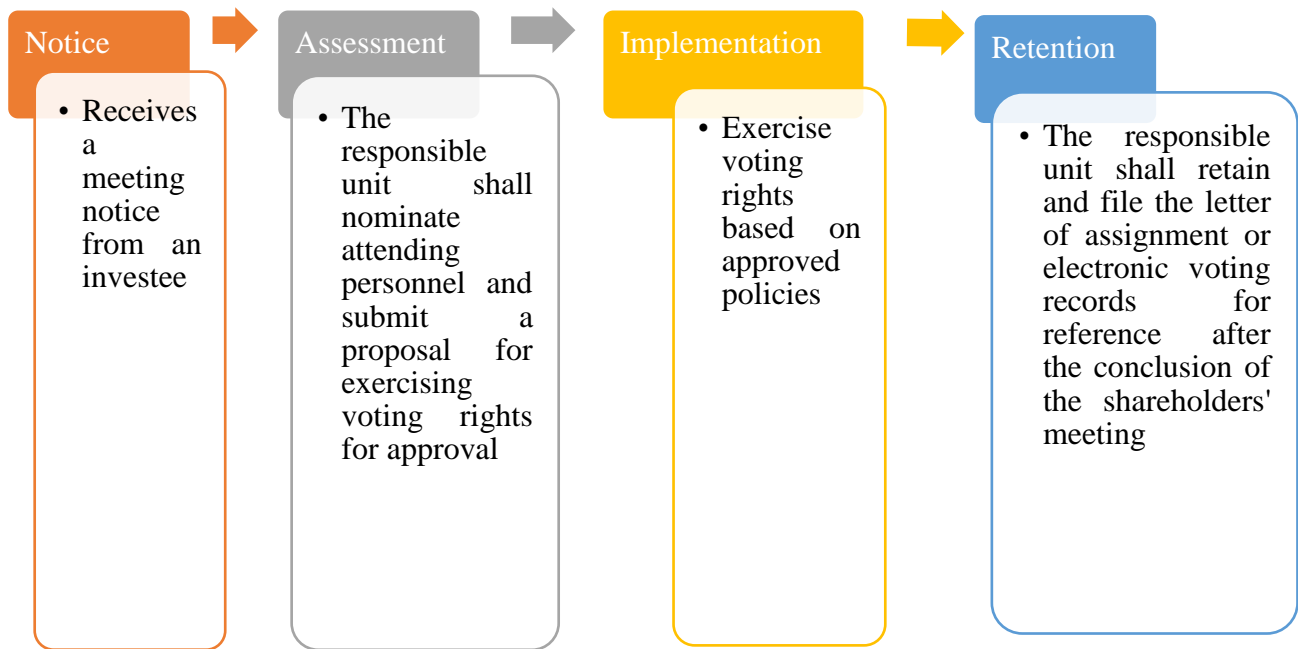 Notice
• Receives
a
meeting
notice
from an
investee
Assessment
• The
responsible
unit shall
nominate
attending
personnel and
submit a
proposal for
exercising
voting rights
for approval
Implementation
• Exercise
voting
rights
based on
approved
policies
Retention
• The responsible
unit shall retain
and file the letter
of assignment or
electronic voting
records for
reference after
the conclusion of
the shareholders'
meeting